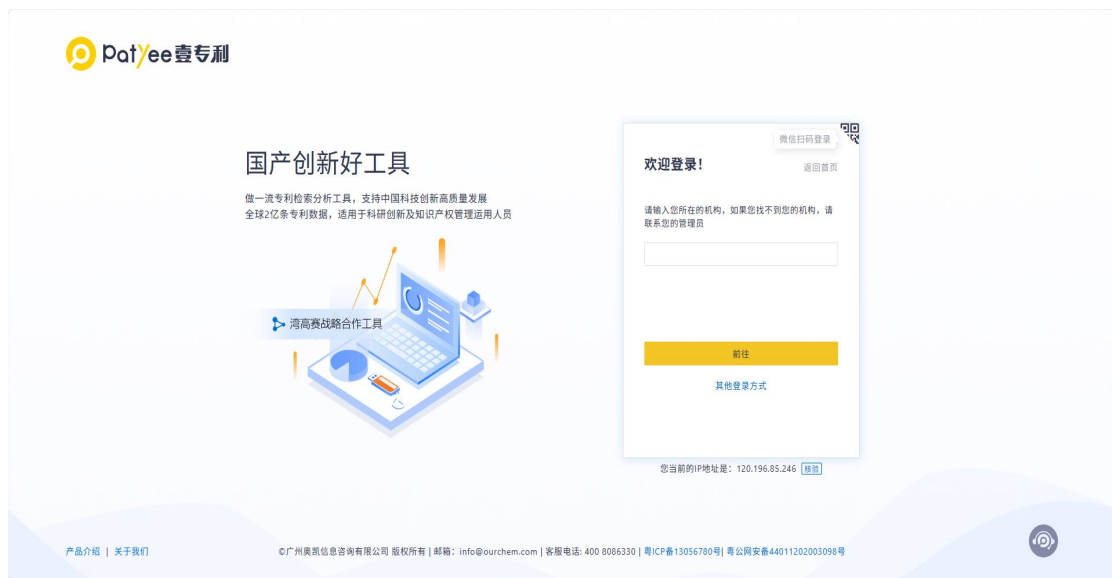 Patyee壹专利
国产创新好工具
做一流专利检索分析工具，支持中国科技创新高质量发展
全球2亿条专利数据，适用于科研创新及知识产权管理运用人员
湾高赛战略合作工具
微信扫码登录
欢迎登录!
返回首页
请输入您所在的机构，如果您找不到您的机构，请
联系您的管理员
前往
其他登录方式
您当前的IP地址是：120.196.85.246 核验
产品介绍 | 关于我们
©广州奥凯信息咨询有限公司 版权所有 | 邮箱：info@ourchem.com | 客服电话: 400 8086330 | 粤ICP备13056780号| 粤公网安备44011202003098号